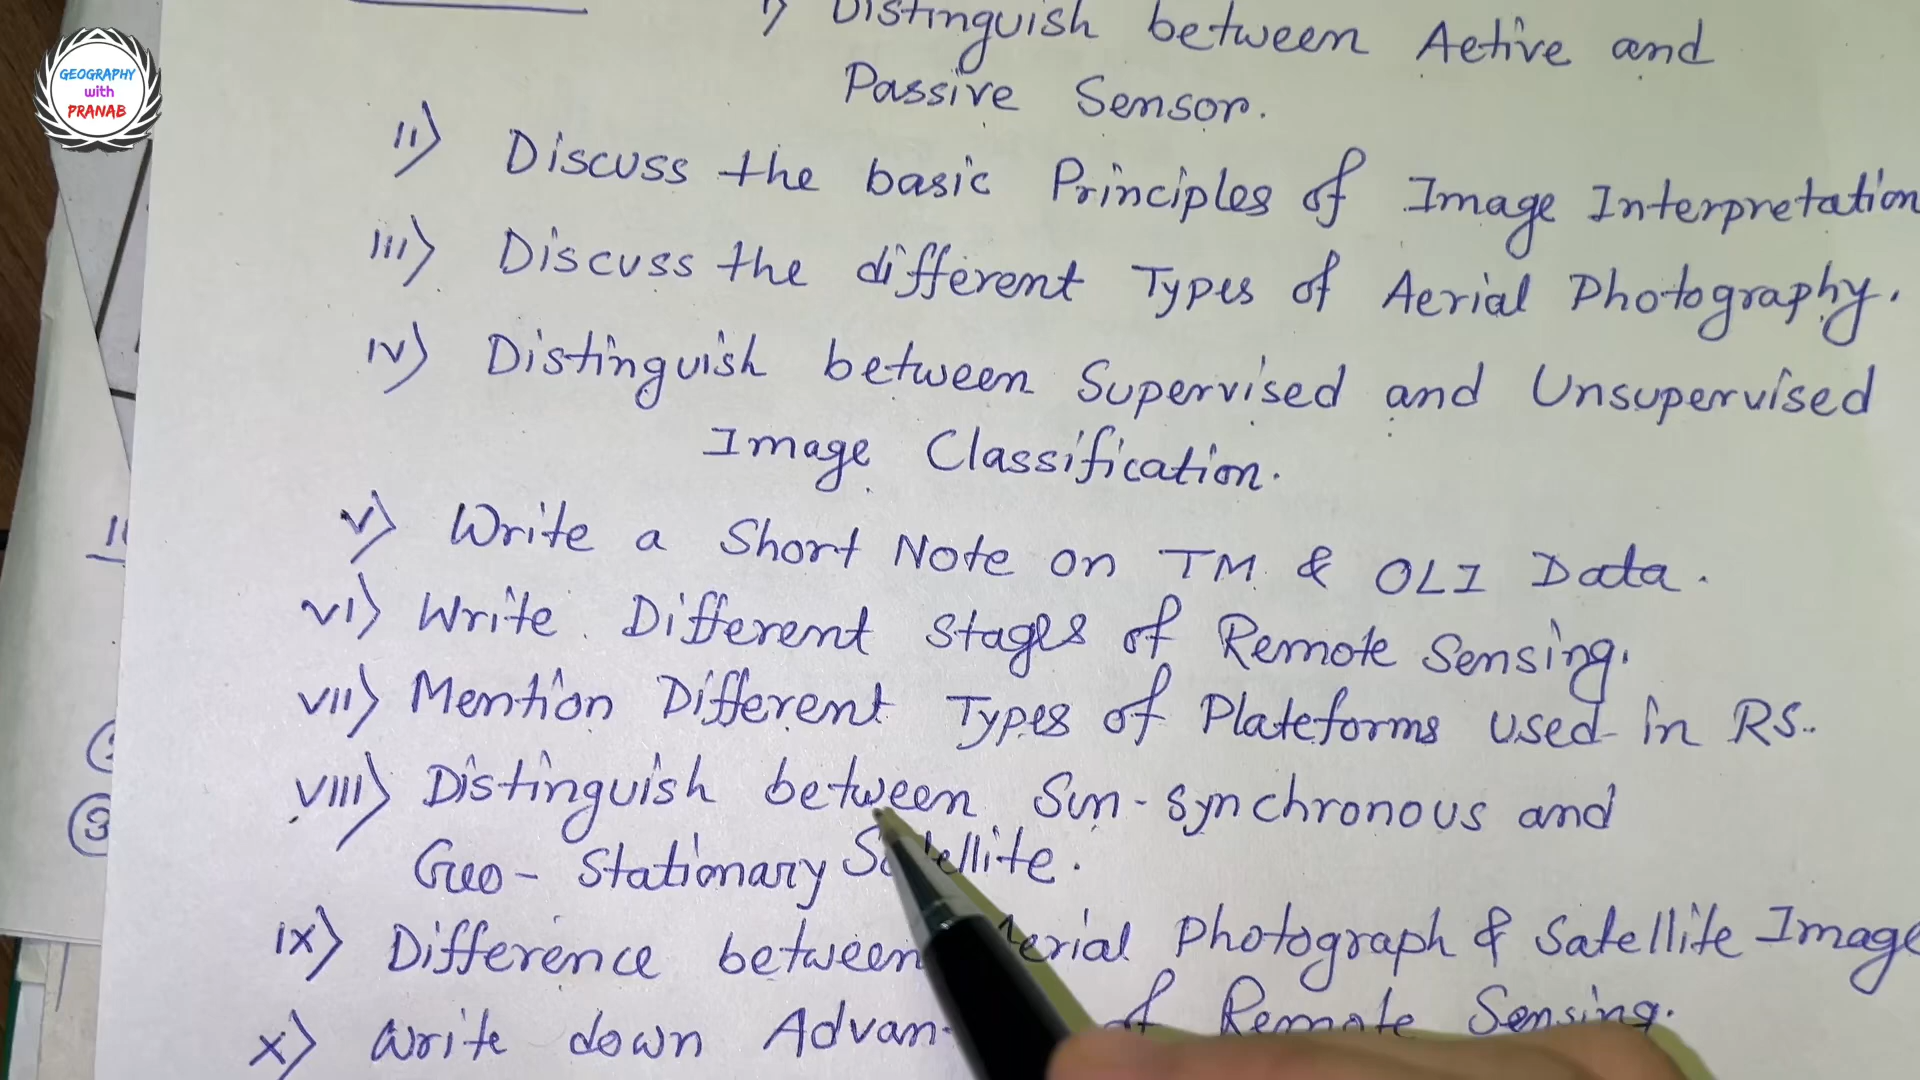 GEOGRAPHY
with
PRANAB
i) Distinguish between Active and
Passive Sensor.
ii) Discuss the basic Principles of Image Interpretation
iii) Discuss the different Types of Aerial Photography.
iv) Distinguish between Supervised and Unsupervised
Image Classification.
v) Write a Short Note on TM & OLI Data.
vi) Write Different Stages of Remote Sensing.
vii) Mention Different Types of Plateforms used in RS.
viii) Distinguish between Sun-synchronous and
Geo-Stationary Satellite.
ix) Difference between Aerial Photograph & Satellite Image
x) Write down of Remote Sensing.
3